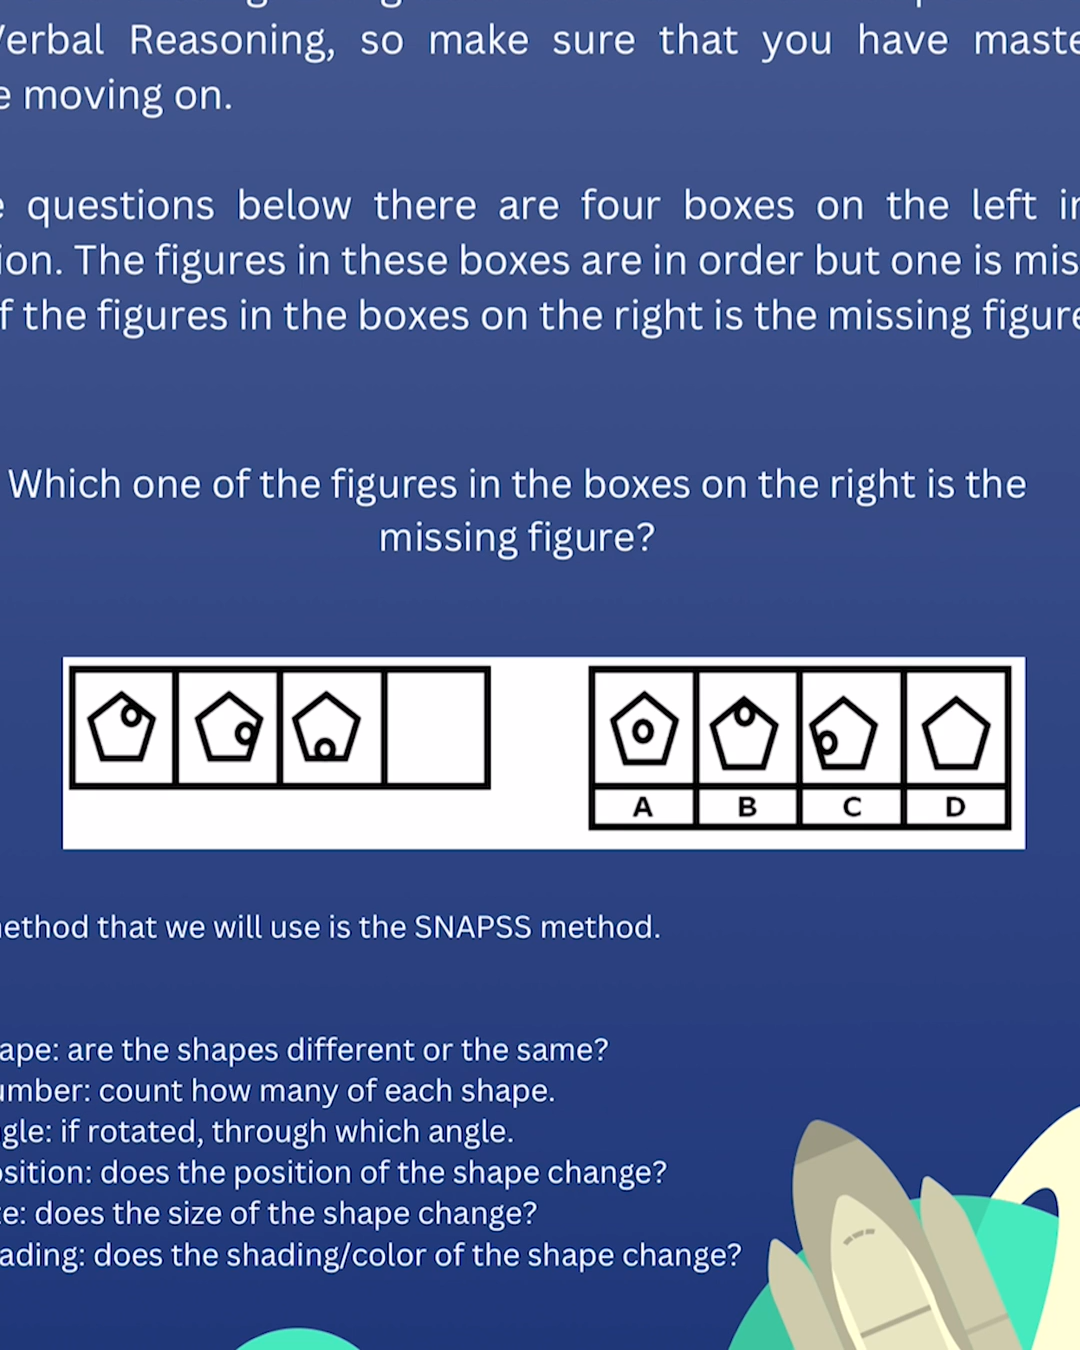 Verbal Reasoning, so make sure that you have maste
e moving on.
e questions below there are four boxes on the left in
ion. The figures in these boxes are in order but one is mis
f the figures in the boxes on the right is the missing figure
Which one of the figures in the boxes on the right is the
missing figure?
A B C D
ethod that we will use is the SNAPSS method.
ape: are the shapes different or the same?
umber: count how many of each shape.
gle: if rotated, through which angle.
osition: does the position of the shape change?
ze: does the size of the shape change?
ading: does the shading/color of the shape change?